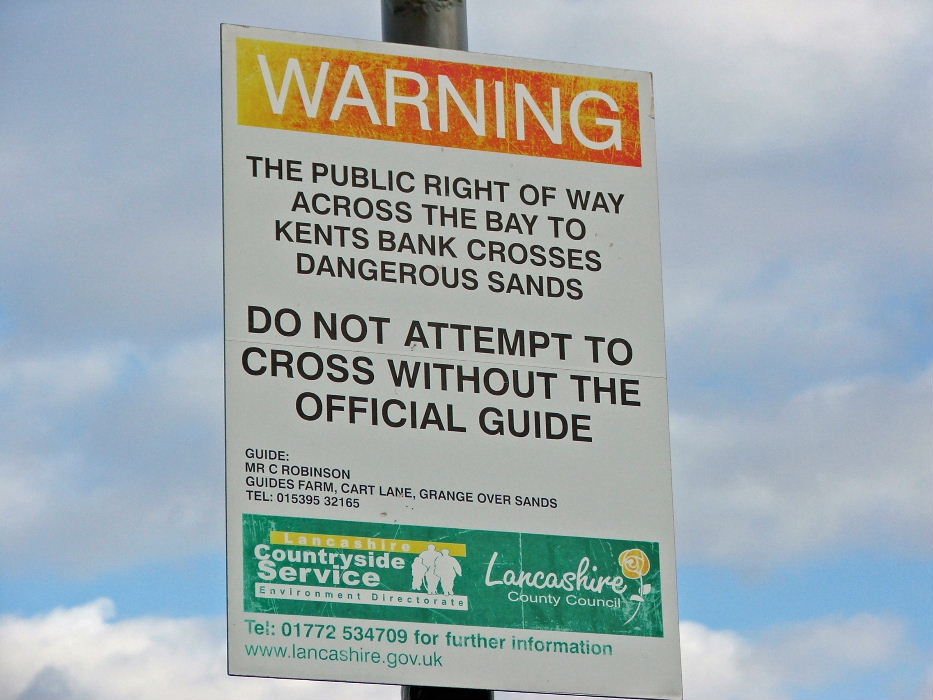 WARNING
THE PUBLIC RIGHT OF WAY
ACROSS THE BAY TO
KENTS BANK CROSSES
DANGEROUS SANDS
DO NOT ATTEMPT TO
CROSS WITHOUT THE
OFFICIAL GUIDE
GUIDE:
MR C ROBINSON
GUIDES FARM, CART LANE, GRANGE OVER SANDS
TEL: 015395 32165
Lancashire
Countryside
Service
Environment Directorate
Lancashire
County Council
Tel: 01772 534709 for further information
www.lancashire.gov.uk